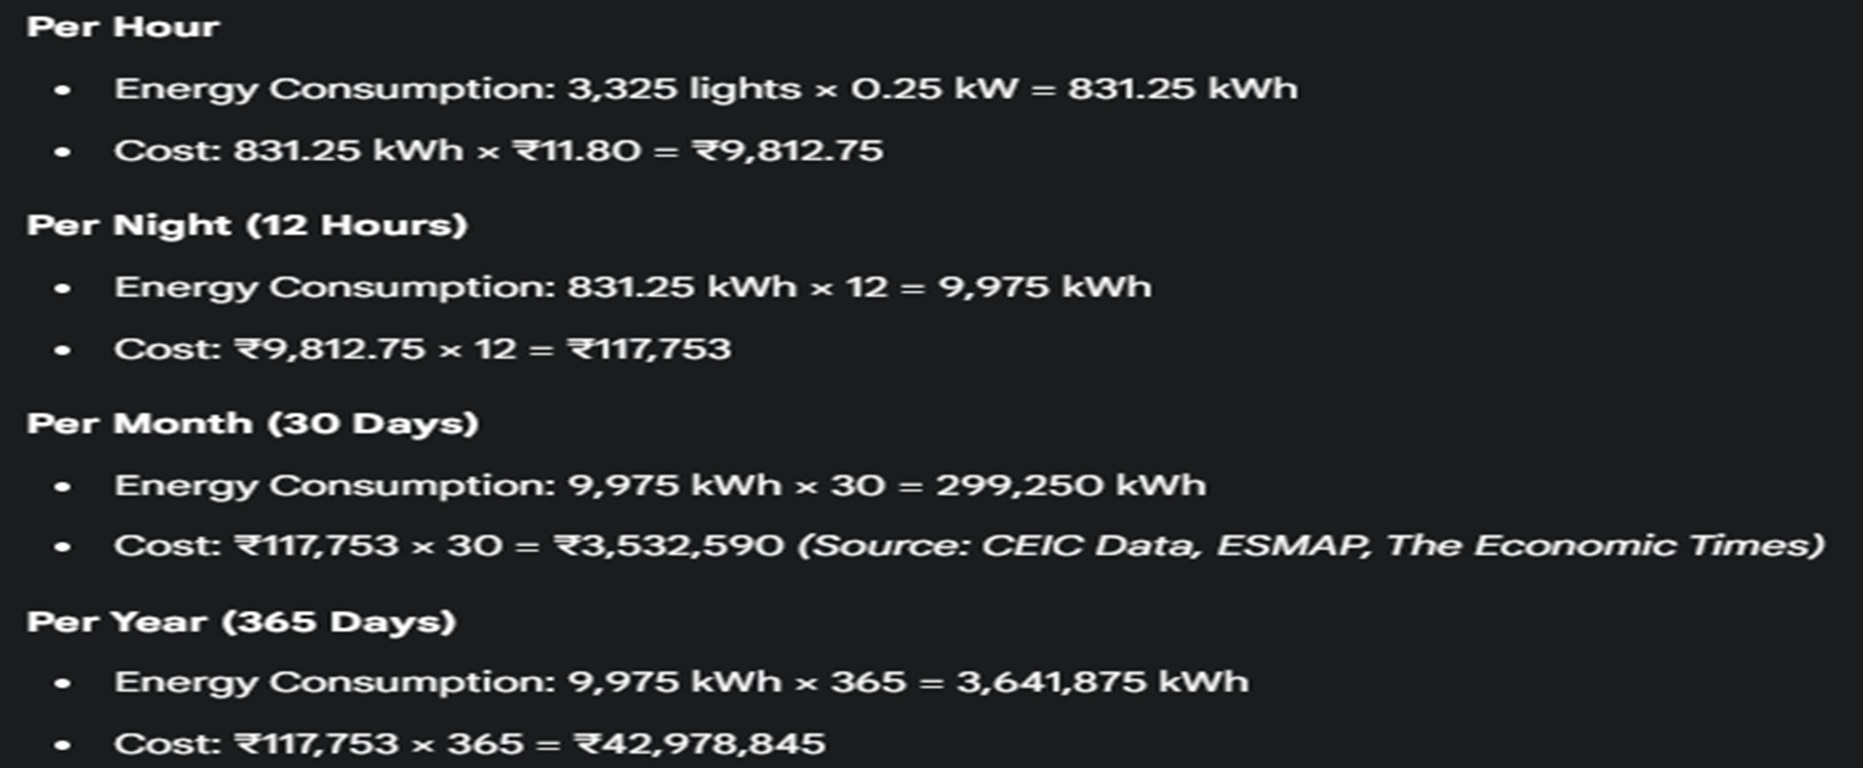 Per Hour
• Energy Consumption: 3,325 lights × 0.25 kW = 831.25 kWh
• Cost: 831.25 kWh × ₹11.80 = ₹9,812.75
Per Night (12 Hours)
• Energy Consumption: 831.25 kWh × 12 = 9,975 kWh
• Cost: ₹9,812.75 × 12 = ₹117,753
Per Month (30 Days)
• Energy Consumption: 9,975 kWh × 30 = 299,250 kWh
• Cost: ₹117,753 × 30 = ₹3,532,590 (Source: CEIC Data, ESMAP, The Economic Times)
Per Year (365 Days)
• Energy Consumption: 9,975 kWh × 365 = 3,641,875 kWh
• Cost: ₹117,753 × 365 = ₹42,978,845